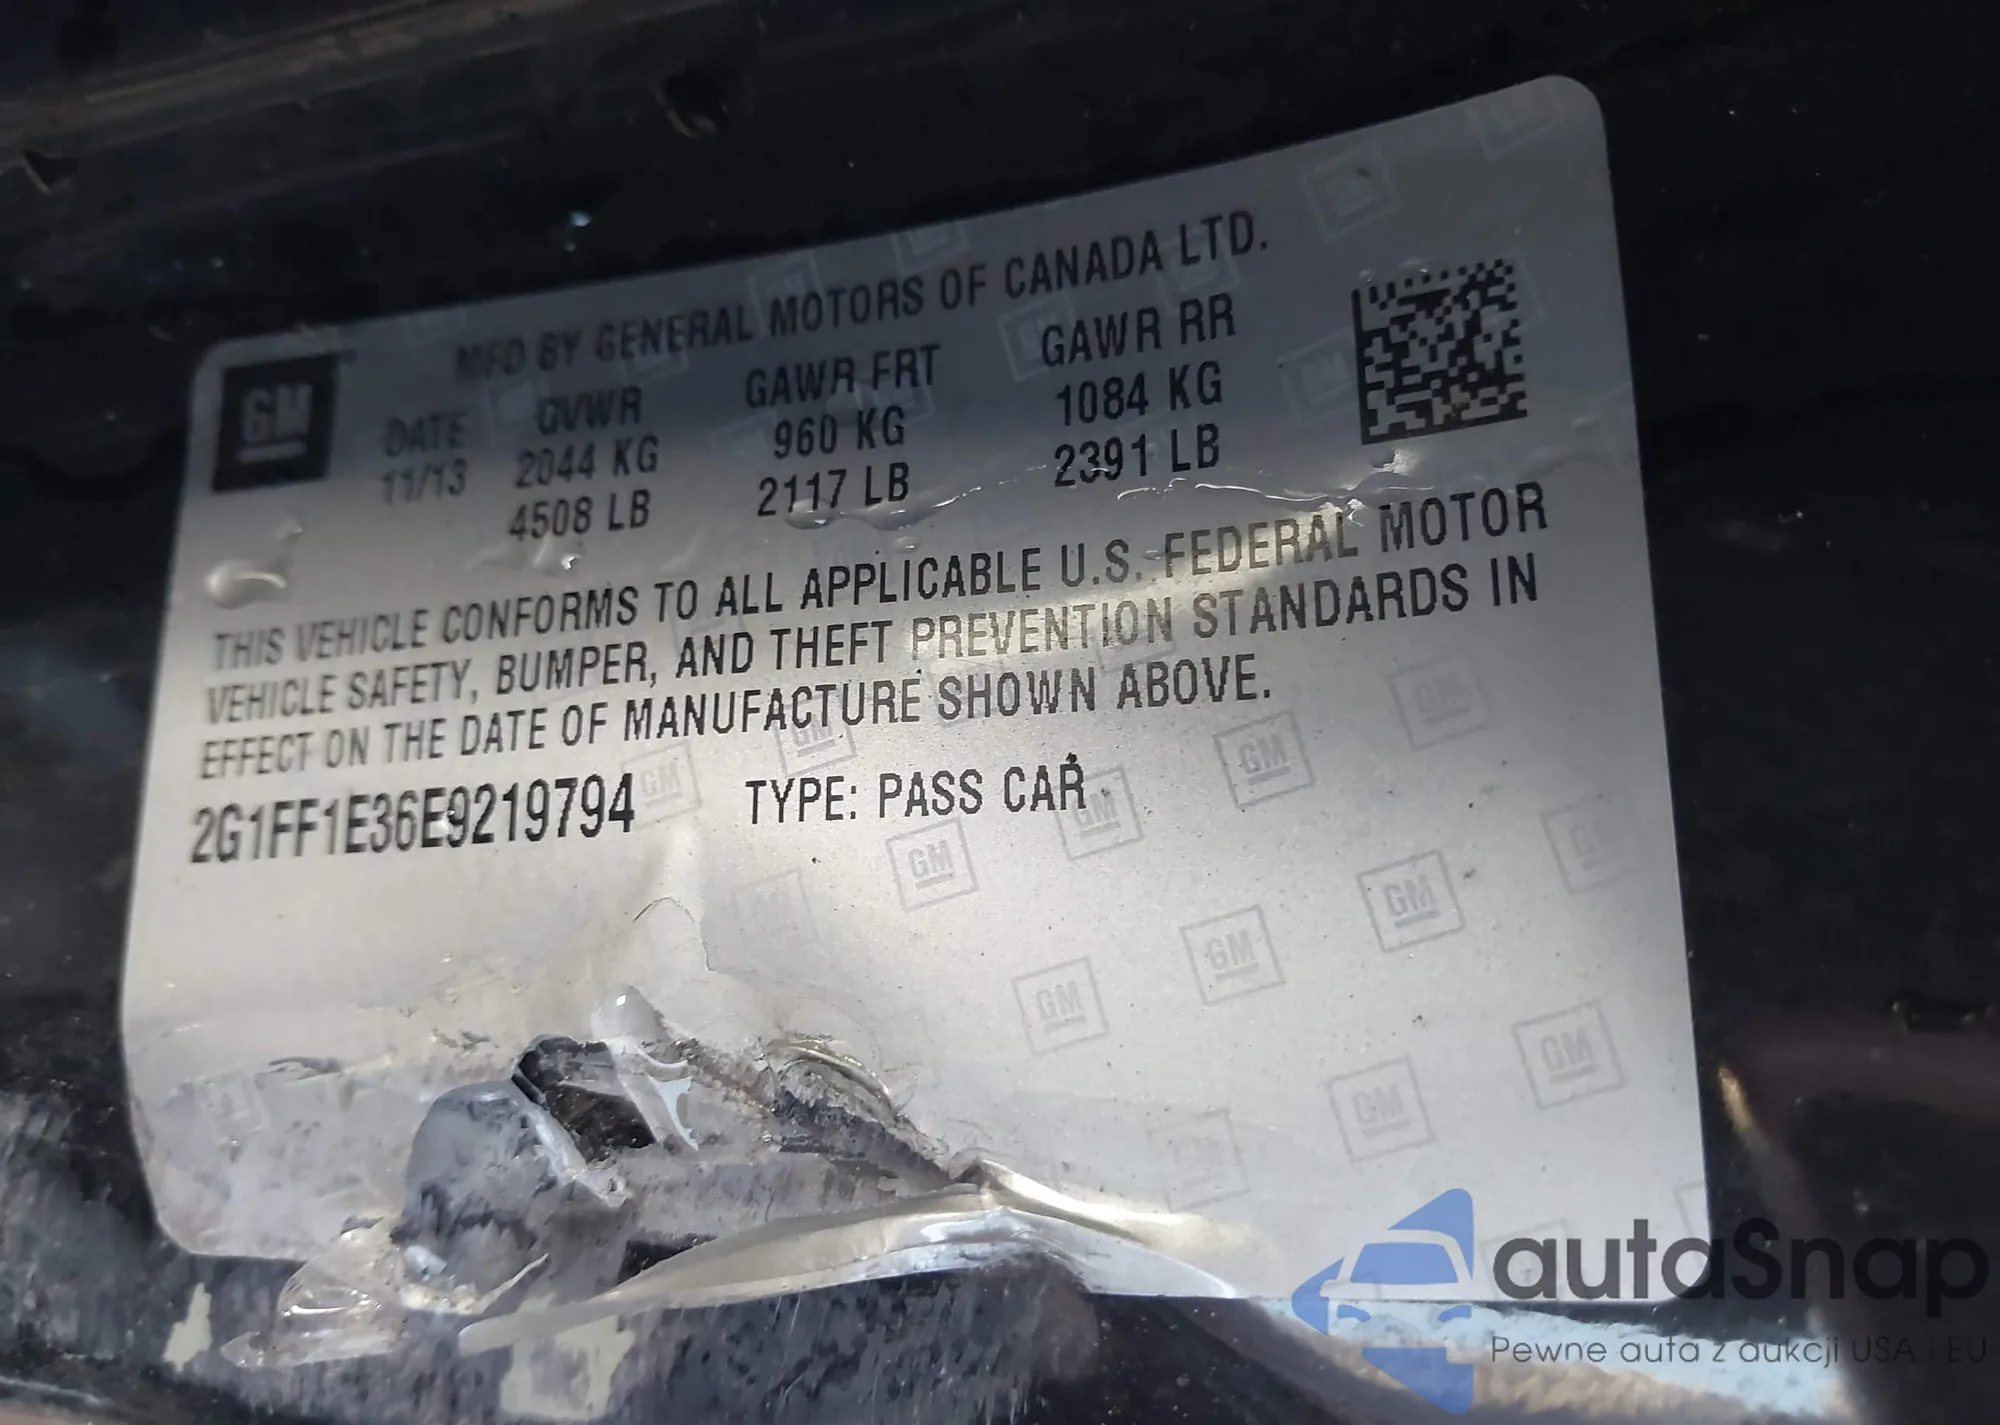 GM
MFD BY GENERAL MOTORS OF CANADA LTD.
DATE GVWR GAWR FRT GAWR RR
11/13 2044 KG 960 KG 1084 KG
4508 LB 2117 LB 2391 LB
THIS VEHICLE CONFORMS TO ALL APPLICABLE U.S. FEDERAL MOTOR
VEHICLE SAFETY, BUMPER, AND THEFT PREVENTION STANDARDS IN
EFFECT ON THE DATE OF MANUFACTURE SHOWN ABOVE.
2G1FF1E36E9219794 TYPE: PASS CAR
autaSnap
Pewne auta z aukcji USA i EU